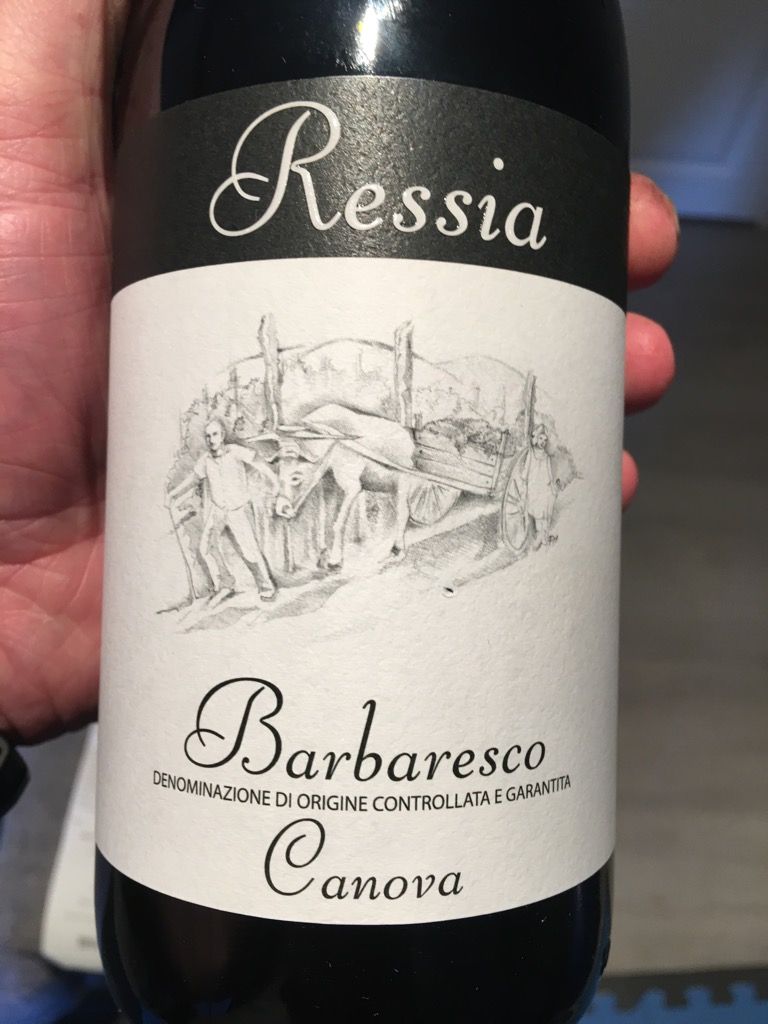 Ressia
Barbaresco
DENOMINAZIONE DI ORIGINE CONTROLLATA E GARANTITA
Canova